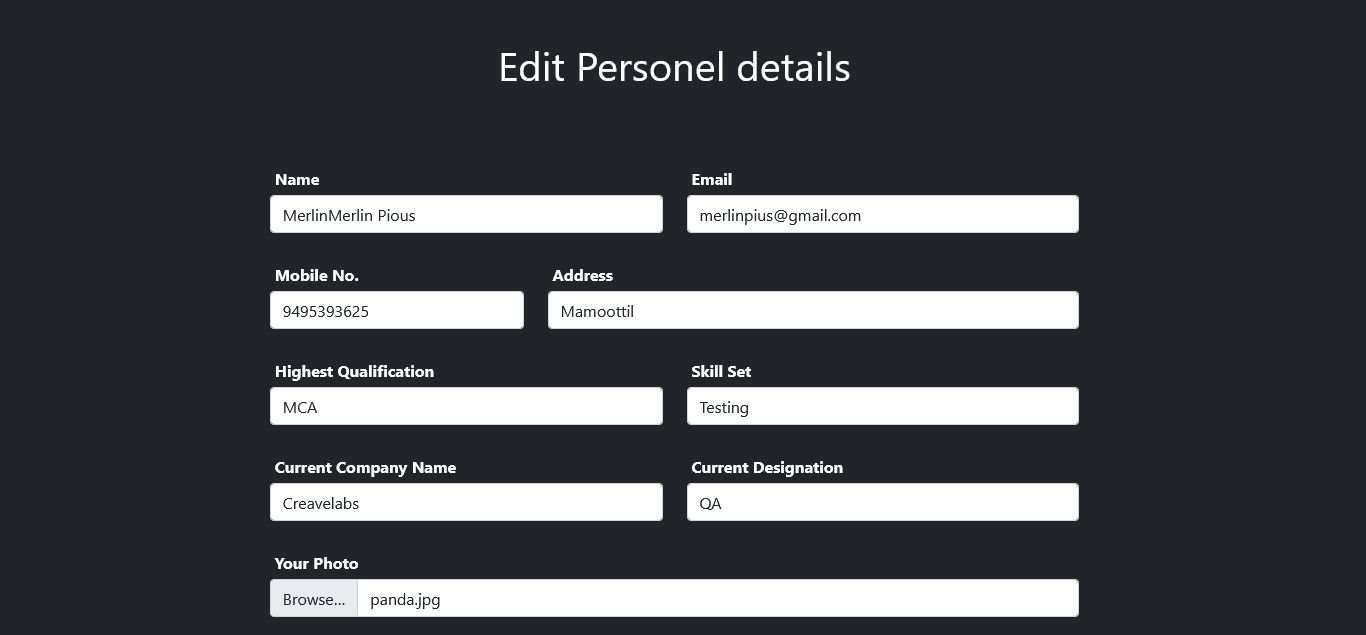 Edit Personel details
Name Email
MerlinMerlin Pious merlinpius@gmail.com
Mobile No. Address
9495393625 Mamoottil
Highest Qualification Skill Set
MCA Testing
Current Company Name Current Designation
Creavelabs QA
Your Photo
Browse... panda.jpg